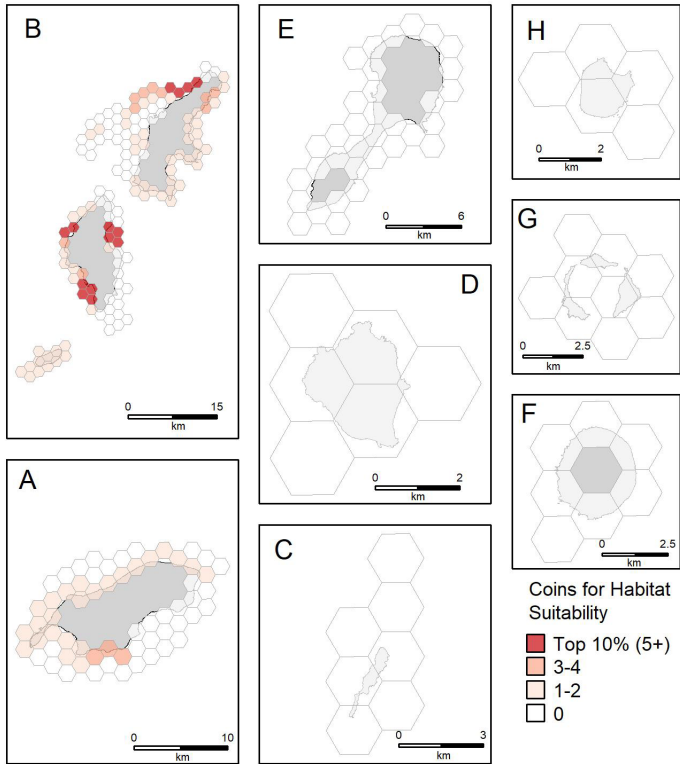 B
0 15
km
A
0 10
km
E
0 6
km
D
0 2
km
C
0 3
km
H
0 2
km
G
0 2.5
km
F
0 2.5
km
Coins for Habitat
Suitability
Top 10% (5+)
3-4
1-2
0